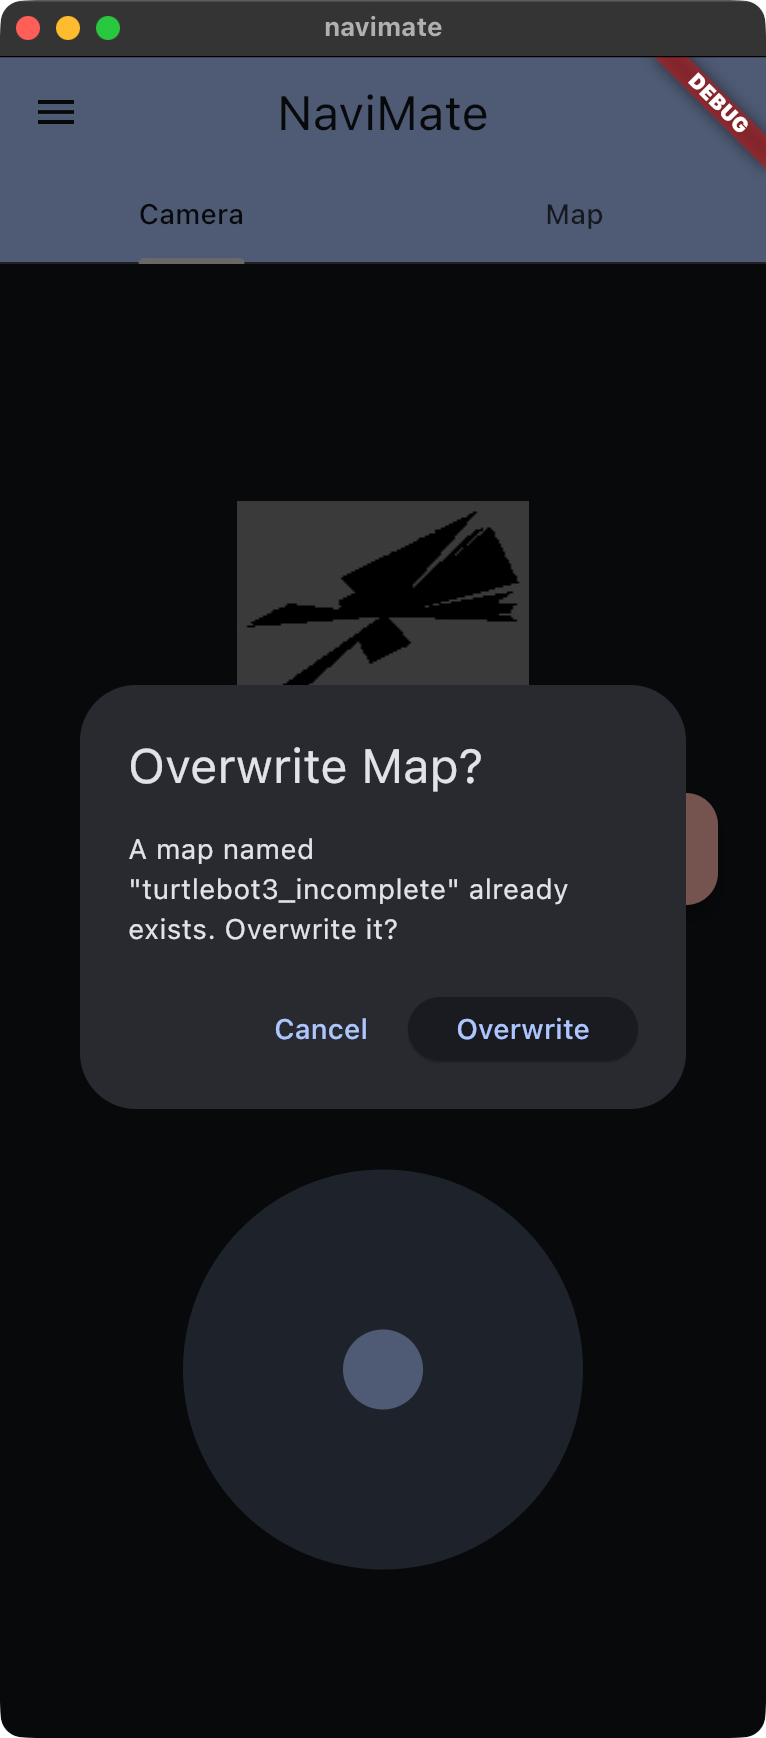 navimate
NaviMate
DEBUG
Camera
Map
Overwrite Map?
A map named
"turtlebot3_incomplete" already
exists. Overwrite it?
Cancel
Overwrite